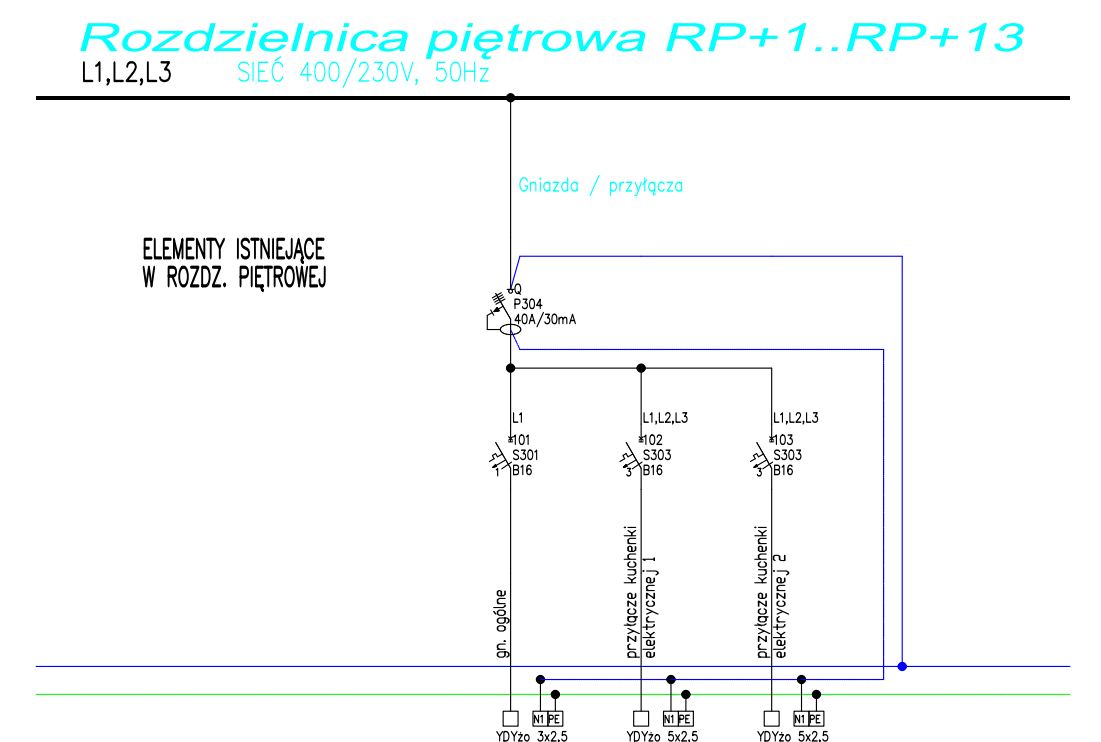 Rozdzielnica piętrowa RP+1..RP+13
L1,L2,L3 SIEĆ 400/230V, 50Hz
Gniazda / przyłącza
ELEMENTY ISTNIEJĄCE
W ROZDZ. PIĘTROWEJ
Q
P304
40A/30mA
L1 L1,L2,L3 L1,L2,L3
101 102 103
S301 S303 S303
1 B16 3 B16 3 B16
gn. ogólne
przyłącze kuchenki
elektrycznej 1
przyłącze kuchenki
elektrycznej 2
N1 PE N1 PE N1 PE
YDYżo 3x2.5 YDYżo 5x2.5 YDYżo 5x2.5